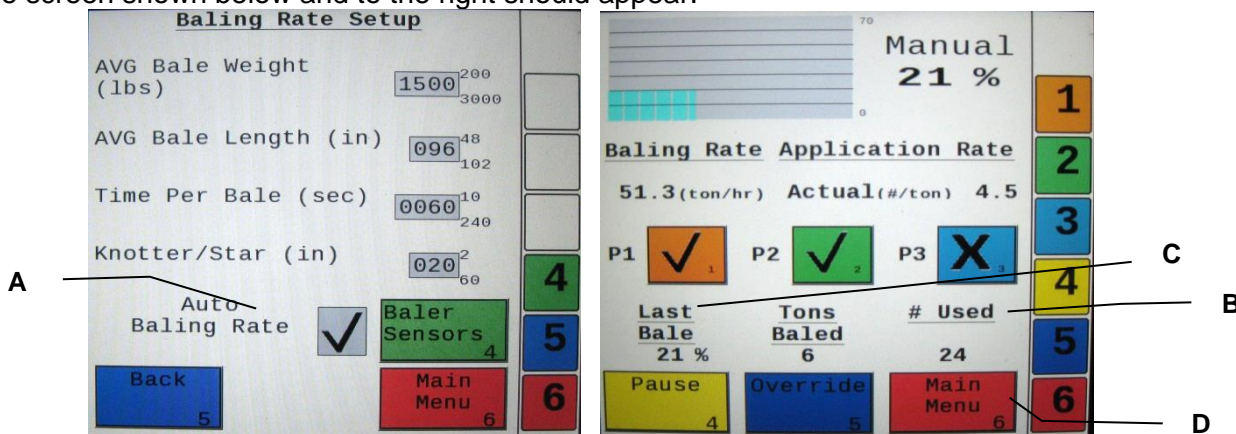 screen shown below and to the right should appear.
Baling Rate Setup
AVG Bale Weight
(lbs)
1500
200
3000
AVG Bale Length (in)
096
48
102
Time Per Bale (sec)
0060
10
240
Knotter/Star (in)
020
2
60
A
Auto
Baling Rate
Baler
Sensors
4
Back
5
Main
Menu
6
4
5
6
70
0
Manual
21 %
Baling Rate Application Rate
51.3(ton/hr) Actual(#/ton) 4.5
P1 1 P2 2 P3 X 3
Last
Bale
21 %
Tons
Baled
6
# Used
24
Pause
4
Override
5
Main
Menu
6
1
2
3
4
5
6
C
B
D